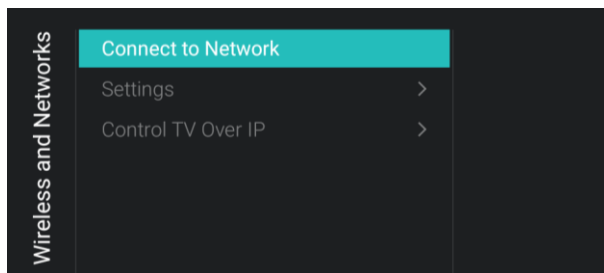 Wireless and Networks
Connect to Network
Settings
Control TV Over IP